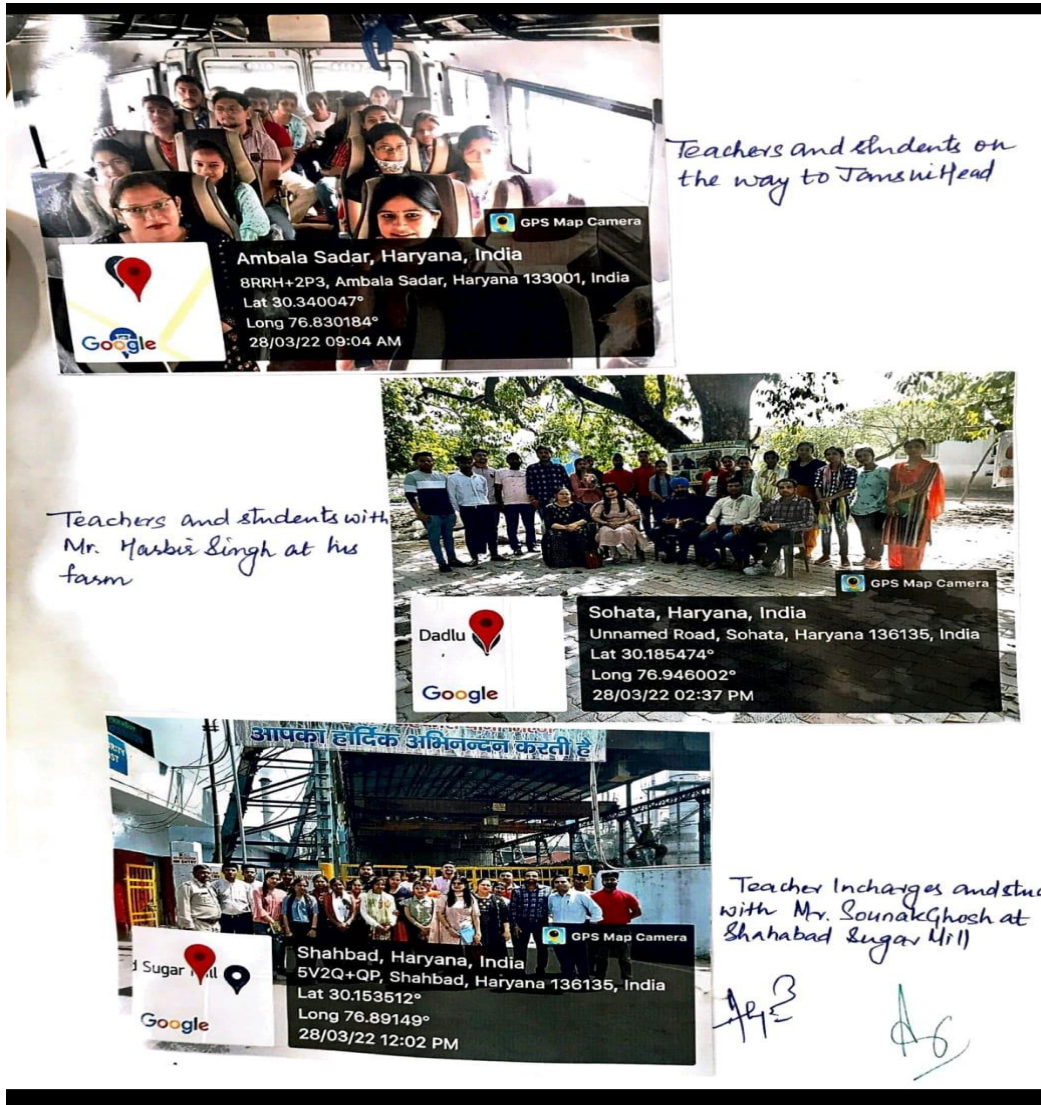 Teachers and students on
the way to Jansui Head
GPS Map Camera
Ambala Sadar, Haryana, India
8RRH+2P3, Ambala Sadar, Haryana 133001, India
Lat 30.340047°
Long 76.830184°
28/03/22 09:04 AM
Google
Teachers and students with
Mr. Harbir Singh at his
farm
GPS Map Camera
Sohata, Haryana, India
Unnamed Road, Sohata, Haryana 136135, India
Lat 30.185474°
Long 76.946002°
28/03/22 02:37 PM
Dadlu
Google
आपका हार्दिक अभिनन्दन करती है
Teacher Incharges and stud
with Mr. Sounak Ghosh at
Shahabad Sugar Mill
GPS Map Camera
Shahbad, Haryana, India
5V2Q+QP, Shahbad, Haryana 136135, India
Lat 30.153512°
Long 76.89149°
28/03/22 12:02 PM
d Sugar Mill
Google